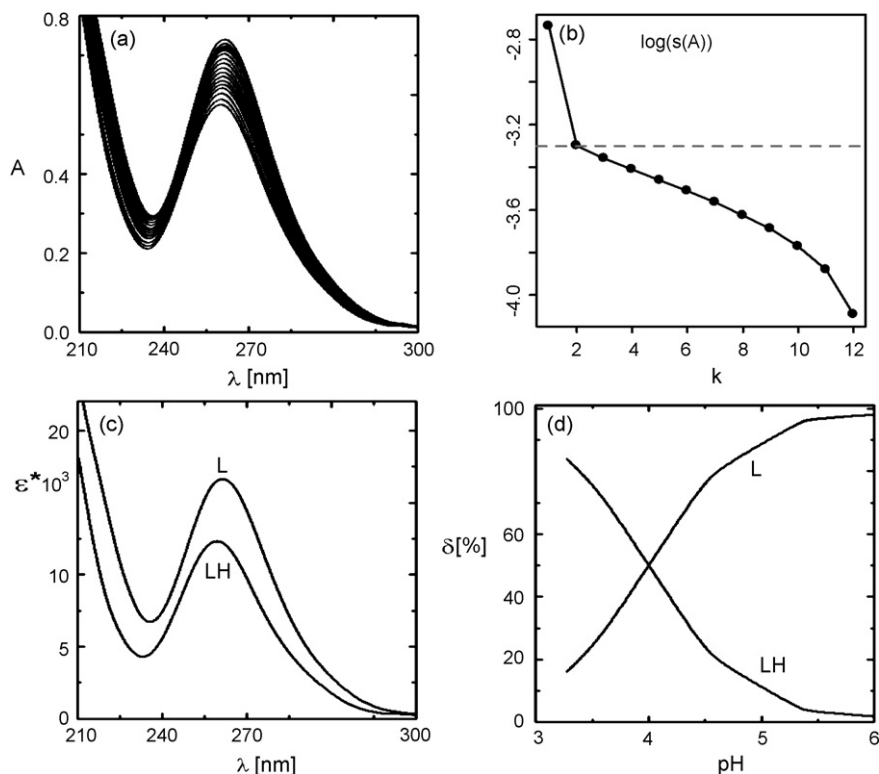 (a)
0.8
0.4
0.2
0.0
A
210
240
270
300
λ [nm]
(b)
log(s(A))
-2.8
-3.2
-3.6
-4.0
2
4
6
8
10
12
k
(c)
20
10
5
0
ε*10³
L
LH
210
240
270
300
λ [nm]
(d)
100
80
60
40
20
0
δ[%]
L
LH
3
4
5
6
pH